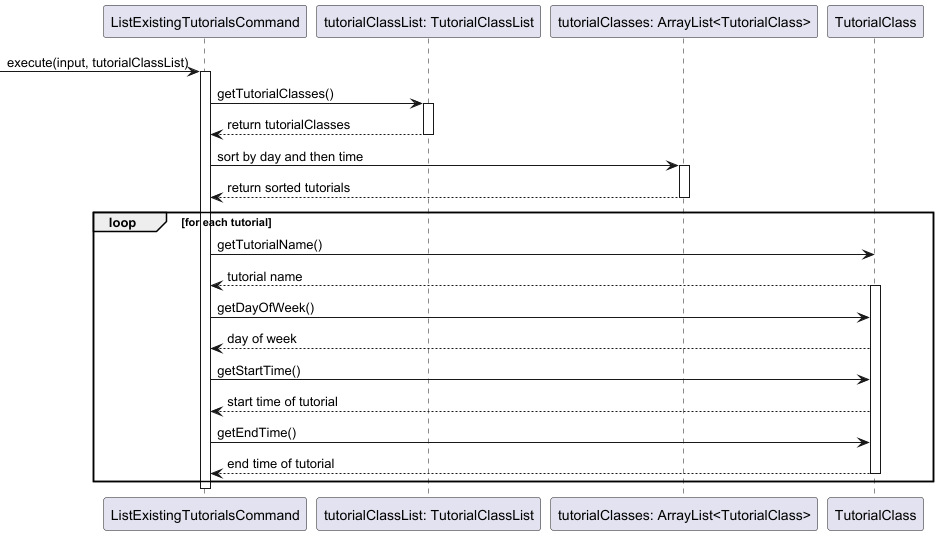 ListExistingTutorialsCommand
tutorialClassList: TutorialClassList
tutorialClasses: ArrayList<TutorialClass>
TutorialClass
execute(input, tutorialClassList)
getTutorialClasses()
return tutorialClasses
sort by day and then time
return sorted tutorials
loop
[for each tutorial]
getTutorialName()
tutorial name
getDayOfWeek()
day of week
getStartTime()
start time of tutorial
getEndTime()
end time of tutorial
ListExistingTutorialsCommand
tutorialClassList: TutorialClassList
tutorialClasses: ArrayList<TutorialClass>
TutorialClass